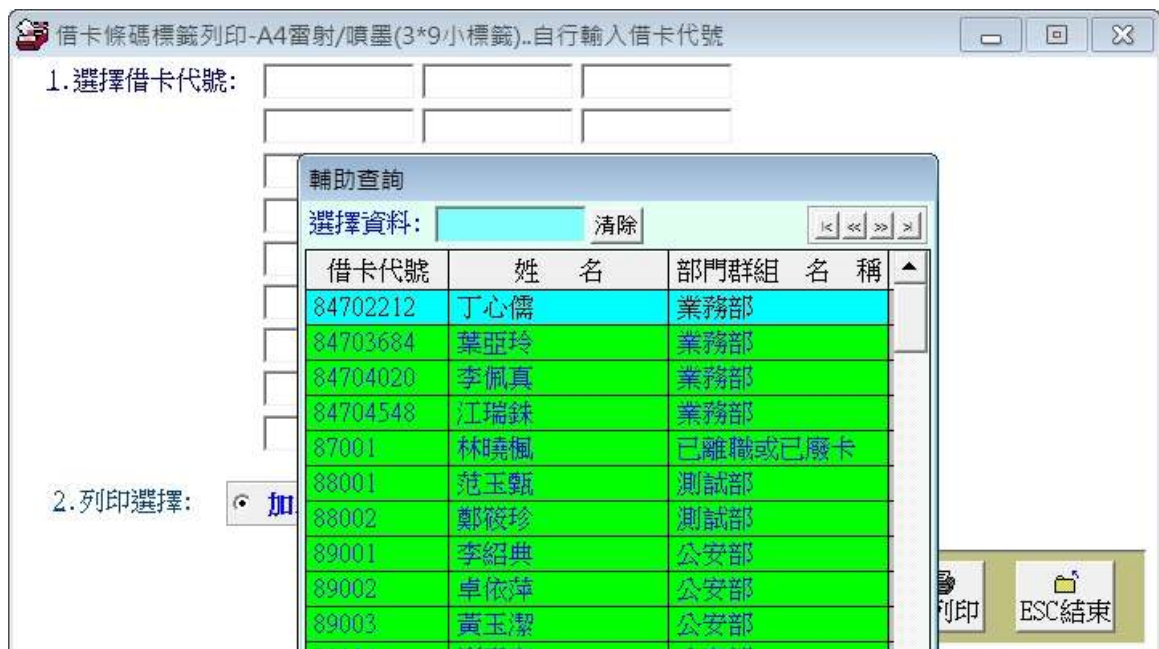 借卡條碼標籤列印-A4雷射/噴墨(3*9小標籤)..自行輸入借卡代號
1.選擇借卡代號:
輔助查詢
選擇資料: 清除
借卡代號 姓 名 部門群組 名 稱
84702212 丁心儒 業務部
84703684 葉亞玲 業務部
84704020 李佩真 業務部
84704548 江瑞銖 業務部
87001 林曉楓 已離職或已廢卡
88001 范玉甄 測試部
88002 鄭筱珍 測試部
89001 李紹典 公安部
89002 卓依萍 公安部
89003 黃玉潔 公安部
2.列印選擇: 加
列印 ESC結束